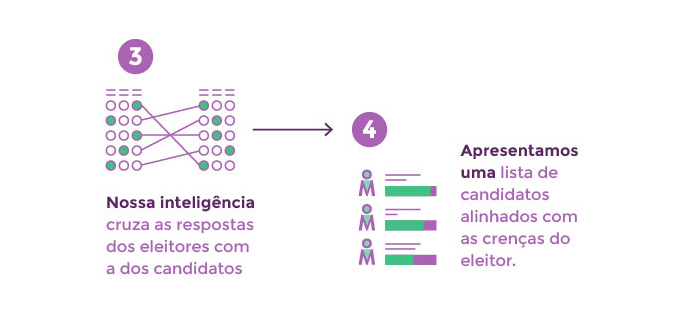 3
Nossa inteligência
cruza as respostas
dos eleitores com
a dos candidatos
4
Apresentamos
uma lista de
candidatos
alinhados com
as crenças do
eleitor.